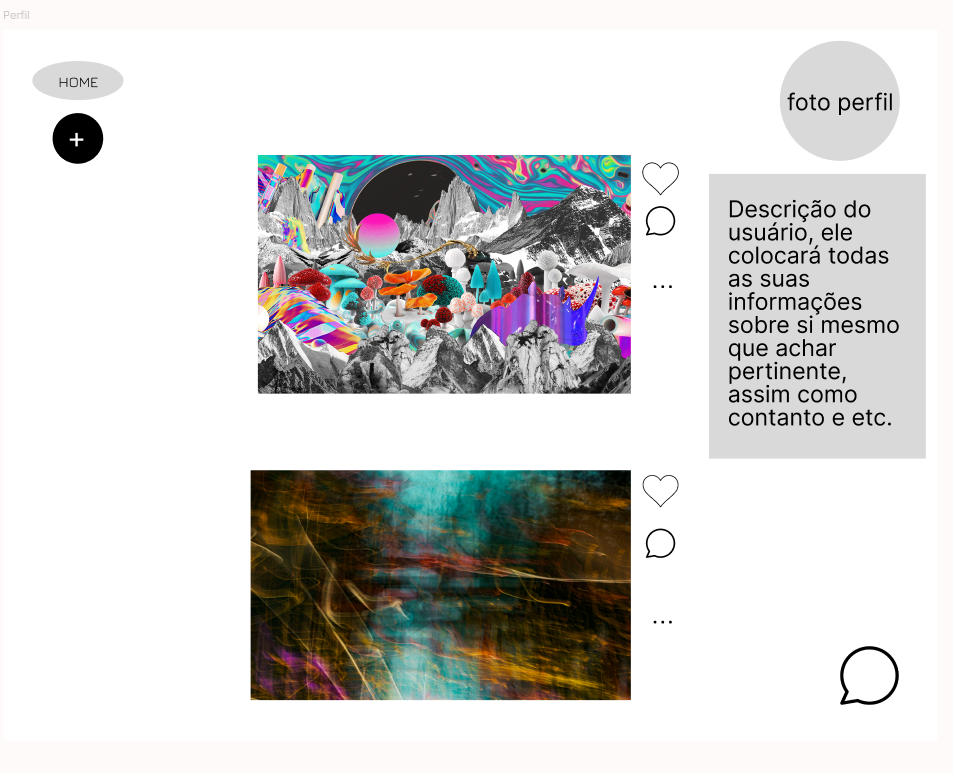 Perfil
HOME
+
foto perfil
Descrição do
usuário, ele
colocará todas
as suas
informações
sobre si mesmo
que achar
pertinente,
assim como
contanto e etc.
...
...